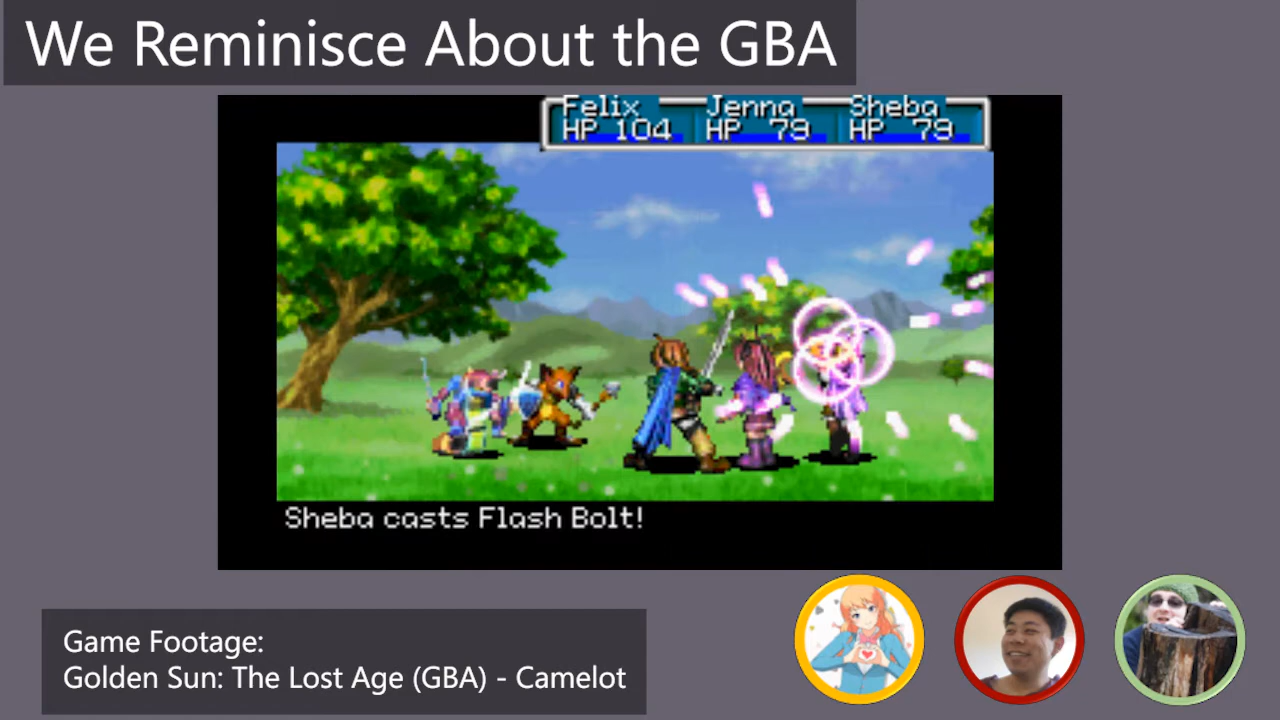 We Reminisce About the GBA
Felix Jenna Sheba
HP 104 HP 79 HP 79
Sheba casts Flash Bolt!
Game Footage:
Golden Sun: The Lost Age (GBA) - Camelot